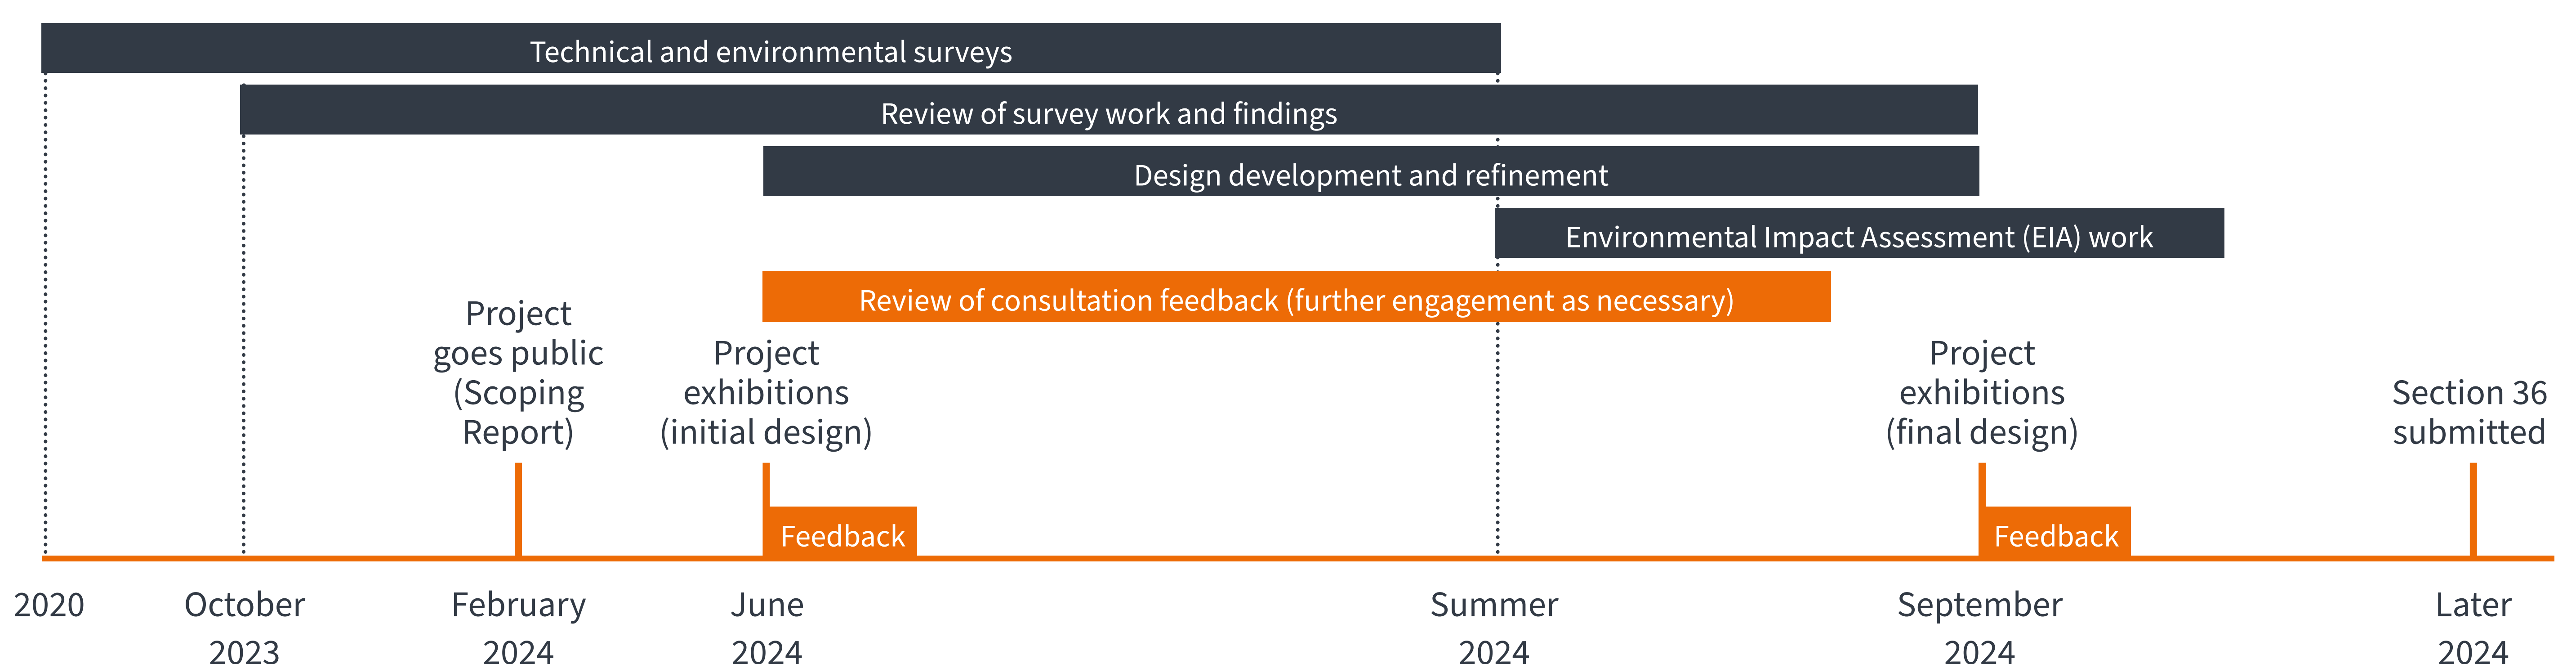 Technical and environmental surveys
Review of survey work and findings
Design development and refinement
Environmental Impact Assessment (EIA) work
Review of consultation feedback (further engagement as necessary)
Project
goes public
(Scoping
Report)
Project
exhibitions
(initial design)
Project
exhibitions
(final design)
Section 36
submitted
Feedback
Feedback
2020
October
2023
February
2024
June
2024
Summer
2024
September
2024
Later
2024